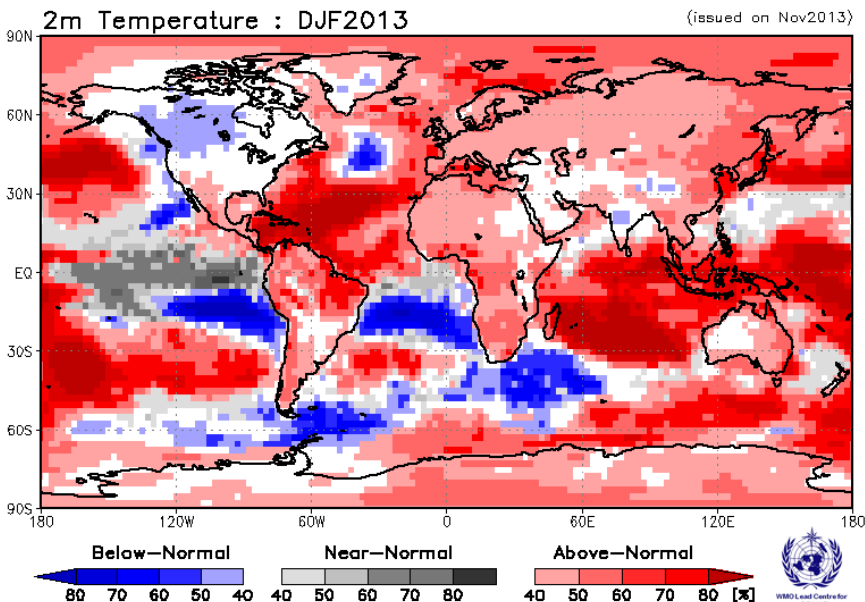 2m Temperature : DJF2013
(issued on Nov2013)
90N
60N
30N
EQ
30S
60S
90S
180 120W 60W 0 60E 120E 180
Below-Normal Near-Normal Above-Normal
80 70 60 50 40 40 50 60 70 80 40 50 60 70 80 [%]
WMO Lead Centre for